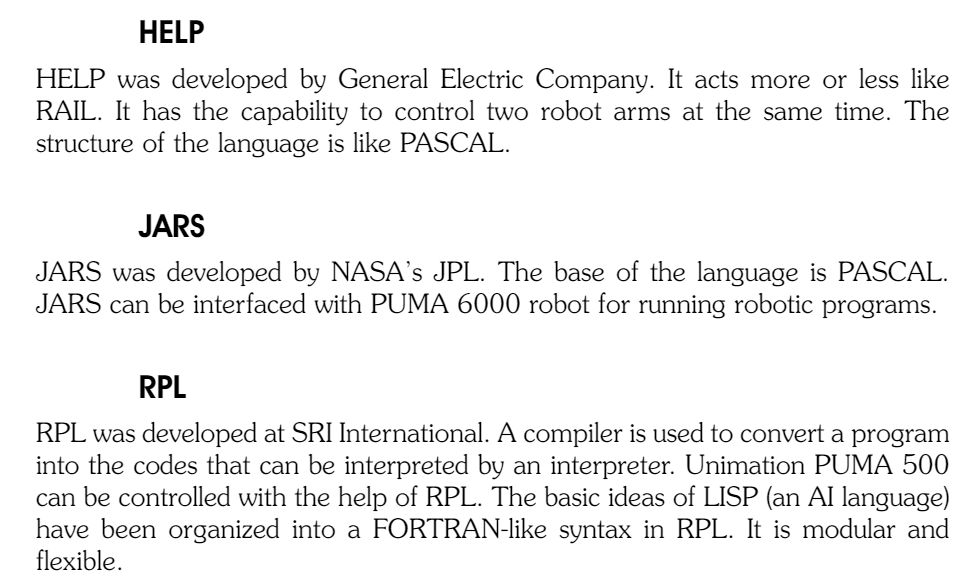 HELP
HELP was developed by General Electric Company. It acts more or less like
RAIL. It has the capability to control two robot arms at the same time. The
structure of the language is like PASCAL.
JARS
JARS was developed by NASA's JPL. The base of the language is PASCAL.
JARS can be interfaced with PUMA 6000 robot for running robotic programs.
RPL
RPL was developed at SRI International. A compiler is used to convert a program
into the codes that can be interpreted by an interpreter. Unimation PUMA 500
can be controlled with the help of RPL. The basic ideas of LISP (an AI language)
have been organized into a FORTRAN-like syntax in RPL. It is modular and
flexible.